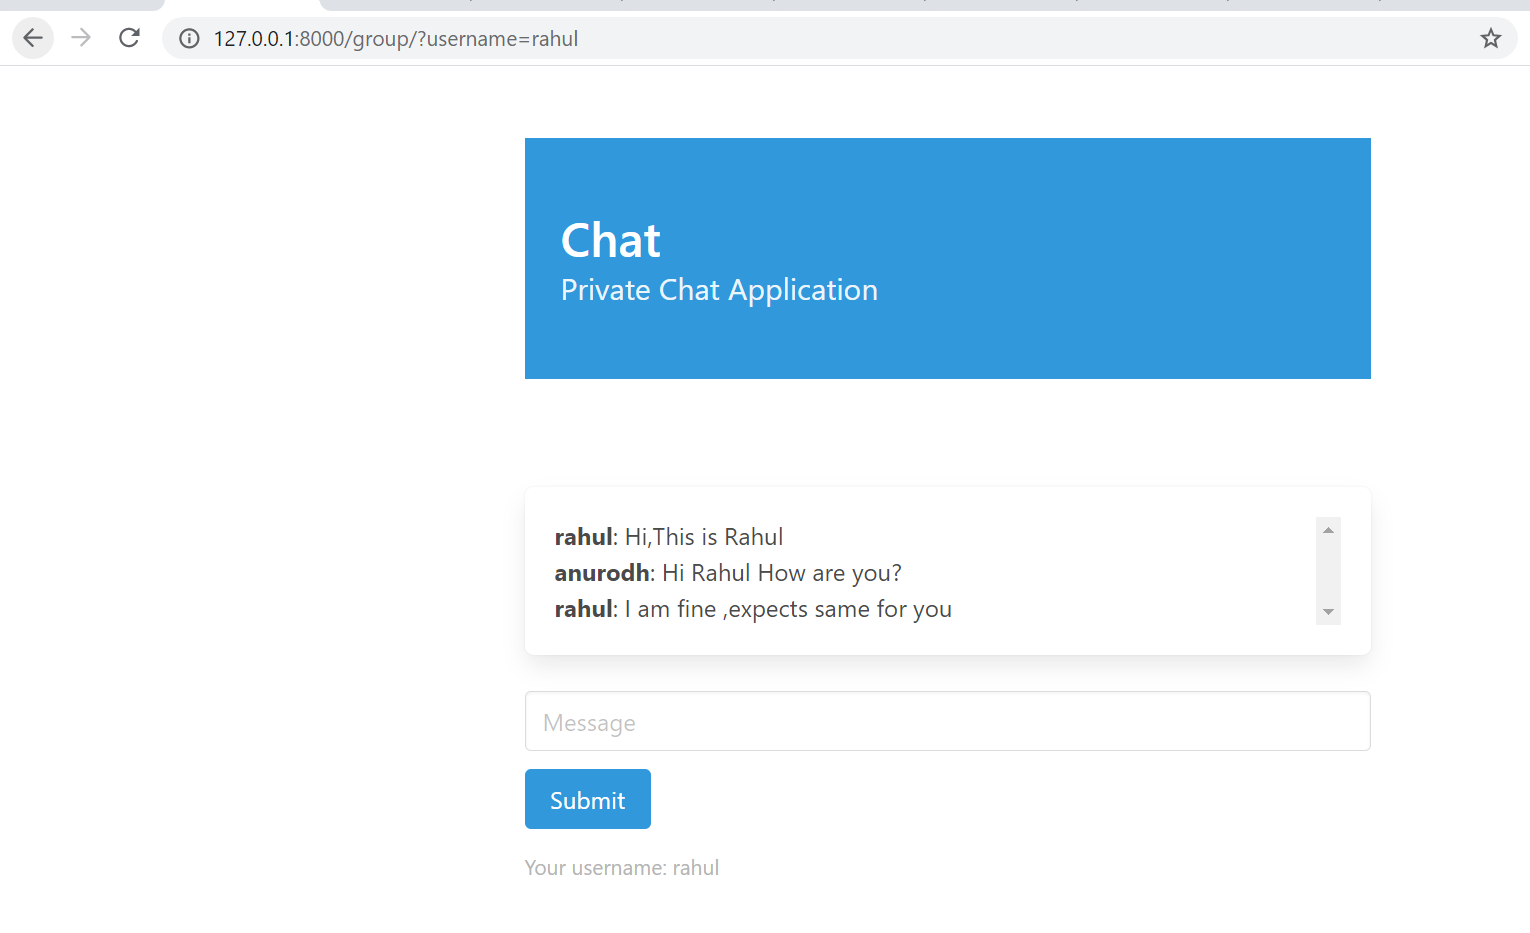 127.0.0.1:8000/group/?username=rahul
Chat
Private Chat Application
rahul: Hi,This is Rahul
anurodh: Hi Rahul How are you?
rahul: I am fine ,expects same for you
Message
Submit
Your username: rahul